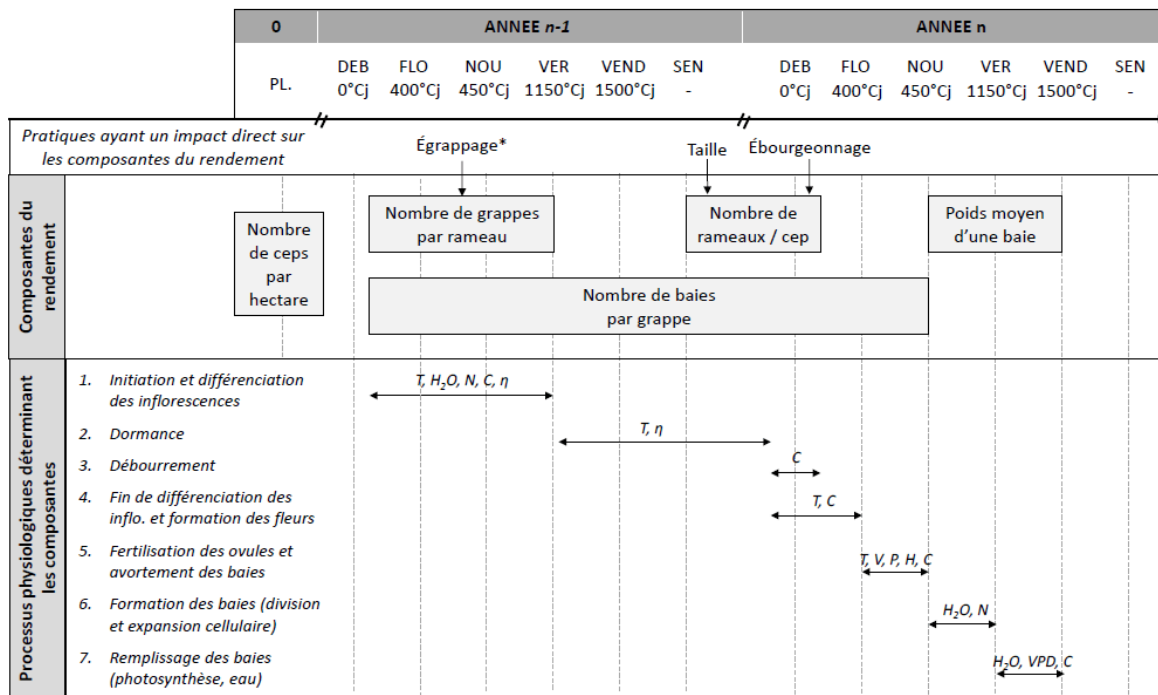 0 ANNEE n-1 ANNEE n
PL. DEB FLO NOU VER VEND SEN DEB FLO NOU VER VEND SEN
0°Cj 400°Cj 450°Cj 1150°Cj 1500°Cj - 0°Cj 400°Cj 450°Cj 1150°Cj 1500°Cj -
Pratiques ayant un impact direct sur
les composantes du rendement
Égrappage*
Taille
Ébourgeonnage
Composantes du
rendement
Nombre
de ceps
par
hectare
Nombre de grappes
par rameau
Nombre de
rameaux / cep
Poids moyen
d'une baie
Nombre de baies
par grappe
Processus physiologiques déterminant
les composantes
1. Initiation et différenciation
des inflorescences
T, H₂O, N, C, η
2. Dormance
T, η
3. Débourrement
C
4. Fin de différenciation des
inflo. et formation des fleurs
T, C
5. Fertilisation des ovules et
avortement des baies
T, V, P, H, C
6. Formation des baies (division
et expansion cellulaire)
H₂O, N
7. Remplissage des baies
(photosynthèse, eau)
H₂O, VPD, C